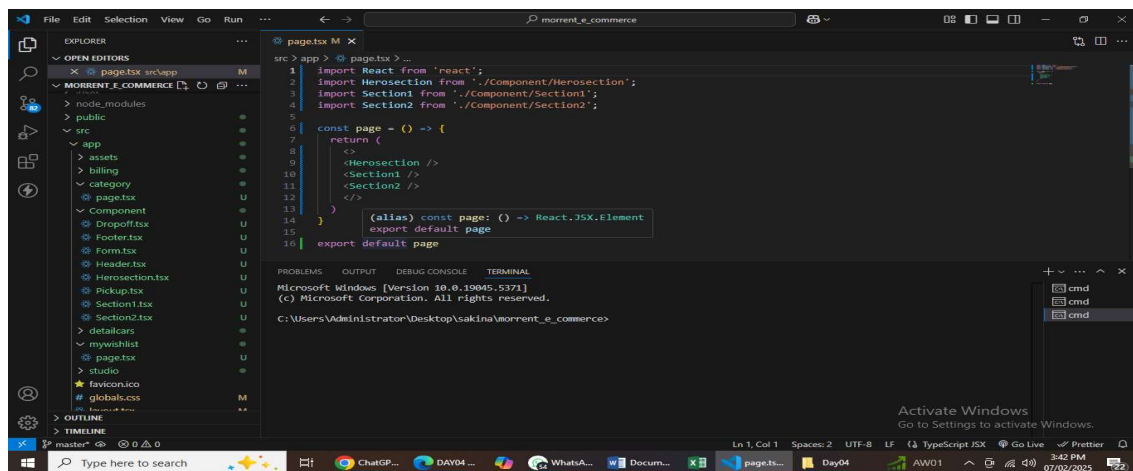 File Edit Selection View Go Run ... morrent_e_commerce
EXPLORER ...
OPEN EDITORS
page.tsx src\app M
MORRENT_E_COMMERCE
node_modules
public
src
app
assets
billing
category
page.tsx U
Component
Dropoff.tsx U
Footer.tsx U
Form.tsx U
Header.tsx U
Herosection.tsx U
Pickup.tsx U
Section1.tsx U
Section2.tsx U
detailcars
mywishlist
page.tsx U
studio
favicon.ico
globals.css M
OUTLINE
TIMELINE
page.tsx M
src > app > page.tsx > ...
1 import React from 'react';
2 import Herosection from './Component/Herosection';
3 import Section1 from './Component/Section1';
4 import Section2 from './Component/Section2';
5
6 const page = () => {
7 return (
8 <>
9 <Herosection />
10 <Section1 />
11 <Section2 />
12 </>
13 )
14 }
15
16 export default page
(alias) const page: () => React.JSX.Element
export default page
PROBLEMS OUTPUT DEBUG CONSOLE TERMINAL
Microsoft Windows [Version 10.0.19045.5371]
(c) Microsoft Corporation. All rights reserved.
C:\Users\Administrator\Desktop\sakina\morrent_e_commerce>
cmd
cmd
cmd
Activate Windows
Go to Settings to activate Windows.
master* 0 0 Ln 1, Col 1 Spaces: 2 UTF-8 LF TypeScript JSX Go Live Prettier
Type here to search ChatGP... DAY04 ... WhatsA... Docum... page.ts... Day04 AW01 3:42 PM
07/02/2025